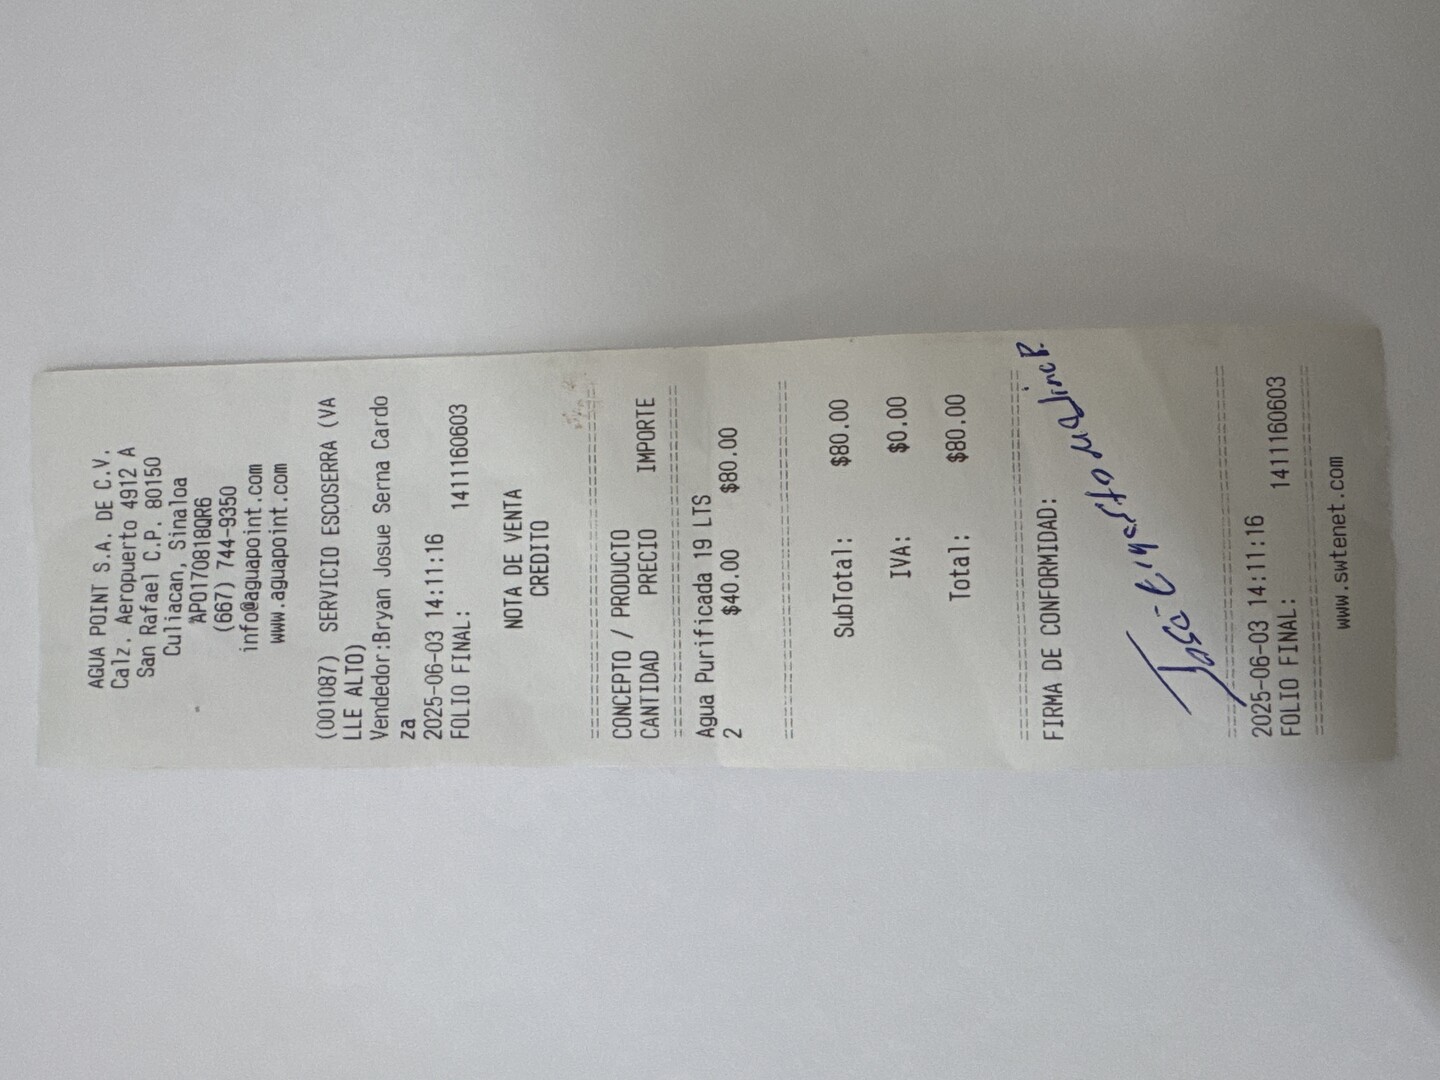 AGUA POINT S.A. DE C.V.
Calz. Aeropuerto 4912 A
San Rafael C.P. 80150
Culiacan, Sinaloa
APO170818QR6
(667) 744-9350
info@aguapoint.com
www.aguapoint.com
(001087) SERVICIO ESCOSERRA (VA
LLE ALTO)
Vendedor:Bryan Josue Serna Cardo
za
2025-06-03 14:11:16
FOLIO FINAL: 1411160603
NOTA DE VENTA
CREDITO
================================
CONCEPTO / PRODUCTO
CANTIDAD PRECIO IMPORTE
================================
Agua Purificada 19 LTS
2 $40.00 $80.00
================================
SubTotal: $80.00
IVA: $0.00
Total: $80.00
================================
FIRMA DE CONFORMIDAD:
Jose
================================
2025-06-03 14:11:16
FOLIO FINAL: 1411160603
================================
www.swtenet.com